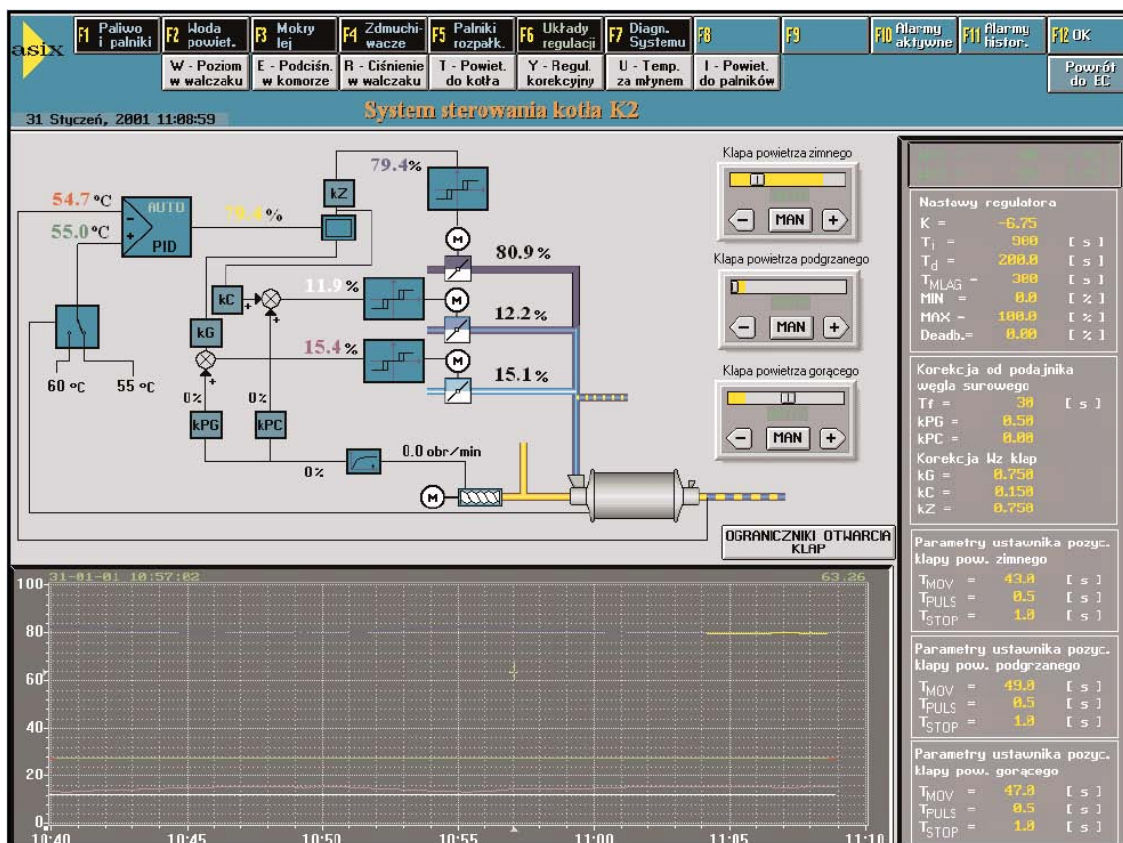 asix
F1 Paliwo i palniki
F2 Woda powiet.
F3 Mokry lej
F4 Zdmuchi-wacze
F5 Palniki rozpałk.
F6 Układy regulacji
F7 Diagn. Systemu
F8
F9
F10 Alarmy aktywne
F11 Alarmy histor.
F12 OK
W - Poziom w walczaku
E - Podciśn. w komorze
R - Ciśnienie w walczaku
T - Powiet. do kotła
Y - Regul. korekcyjny
U - Temp. za młynem
I - Powiet. do palników
Powrót do EC
System sterowania kotła K2
31 Styczeń, 2001 11:08:59
79.4%
kZ
54.7 °C
AUTO
79.4 %
55.0 °C
PID
M
80.9 %
kC
11.9 %
M
12.2 %
kG
15.4 %
M
15.1 %
60 °C
55 °C
0%
0%
kPG
kPC
0.0 obr/min
0%
M
Klapa powietrza zimnego
- MAN +
Klapa powietrza podgrzanego
- MAN +
Klapa powietrza gorącego
- MAN +
OGRANICZNIKI OTWARCIA KLAP
Nastawy regulatora
K = -6.75
Ti = 900 [ s ]
Td = 200.0 [ s ]
TMLAG - 300 [ s ]
MIN = 0.0 [ % ]
MAX - 100.0 [ % ]
Deadb.= 0.00 [ % ]
Korekcja od podajnika
węgla surowego
Tf = 30 [ s ]
kPG = 0.50
kPC = 0.00
Korekcja Wz klap
kG = 0.750
kC = 0.150
kZ = 0.750
Parametry ustawnika pozyc.
klapy pow. zimnego
TMOV = 43.0 [ s ]
TPULS = 0.5 [ s ]
TSTOP = 1.0 [ s ]
Parametry ustawnika pozyc.
klapy pow. podgrzanego
TMOV = 49.0 [ s ]
TPULS = 0.5 [ s ]
TSTOP = 1.0 [ s ]
Parametry ustawnika pozyc.
klapy pow. gorącego
TMOV = 47.0 [ s ]
TPULS = 0.5 [ s ]
TSTOP = 1.0 [ s ]
31-01-01 10:57:02
63.26
100
80
60
40
20
0
10:40 10:45 10:50 10:55 11:00 11:05 11:10